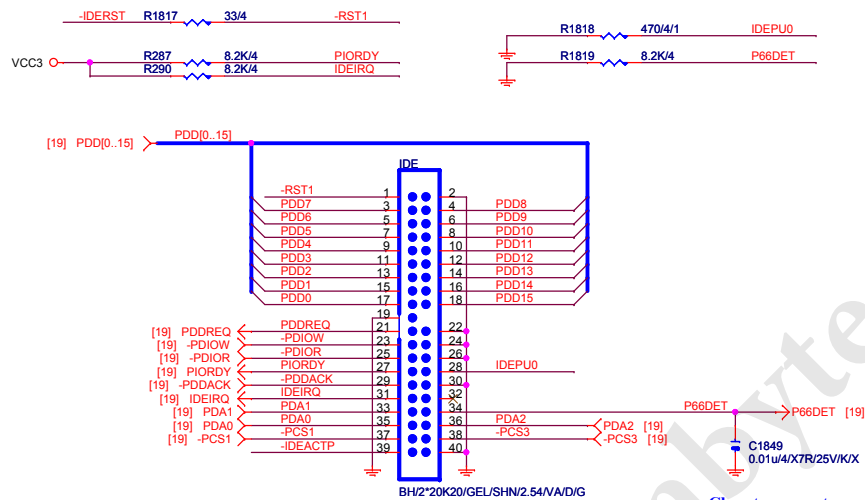 -IDERST R1817 33/4 -RST1
R1818 470/4/1 IDEPU0
VCC3 R287 8.2K/4 PIORDY
R290 8.2K/4 IDEIRQ
R1819 8.2K/4 P66DET
[19] PDD[0..15] PDD[0..15]
IDE
-RST1 1 2
PDD7 3 4 PDD8
PDD6 5 6 PDD9
PDD5 7 8 PDD10
PDD4 9 10 PDD11
PDD3 11 12 PDD12
PDD2 13 14 PDD13
PDD1 15 16 PDD14
PDD0 17 18 PDD15
19
[19] PDDREQ PDDREQ 21 22
[19] -PDIOW -PDIOW 23 24
[19] -PDIOR -PDIOR 25 26
[19] PIORDY PIORDY 27 28 IDEPU0
[19] -PDDACK -PDDACK 29 30
[19] IDEIRQ IDEIRQ 31 32
[19] PDA1 PDA1 33 34 P66DET P66DET [19]
[19] PDA0 PDA0 35 36 PDA2 PDA2 [19]
[19] -PCS1 -PCS1 37 38 -PCS3 -PCS3 [19]
-IDEACTP 39 40
C1849
0.01u/4/X7R/25V/K/X
BH/2*20K20/GEL/SHN/2.54/VA/D/G